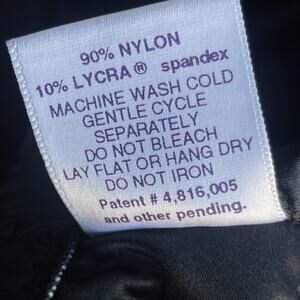 90% NYLON
10% LYCRA® spandex
MACHINE WASH COLD
GENTLE CYCLE
SEPARATELY
DO NOT BLEACH
LAY FLAT OR HANG DRY
DO NOT IRON
Patent # 4,816,005
and other pending.